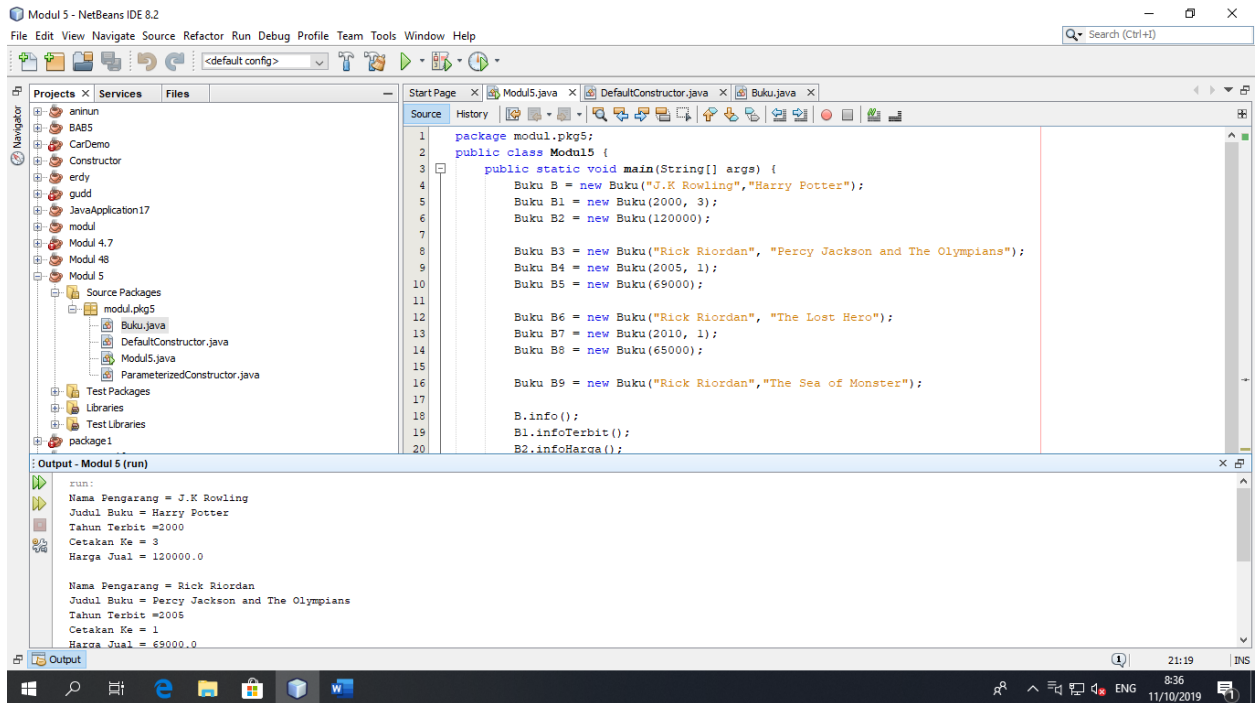 Modul 5 - NetBeans IDE 8.2
File Edit View Navigate Source Refactor Run Debug Profile Team Tools Window Help
Search (Ctrl+I)
<default config>
Projects Services Files
Navigator
aninun
BAB5
CarDemo
Constructor
erdy
gudd
JavaApplication17
modul
Modul 4.7
Modul 48
Modul 5
Source Packages
modul.pkg5
Buku.java
DefaultConstructor.java
Modul5.java
ParameterizedConstructor.java
Test Packages
Libraries
Test Libraries
package1
Start Page Modul5.java DefaultConstructor.java Buku.java
Source History
1 package modul.pkg5;
2 public class Modul5 {
3 public static void main(String[] args) {
4 Buku B = new Buku("J.K Rowling","Harry Potter");
5 Buku B1 = new Buku(2000, 3);
6 Buku B2 = new Buku(120000);
7
8 Buku B3 = new Buku("Rick Riordan", "Percy Jackson and The Olympians");
9 Buku B4 = new Buku(2005, 1);
10 Buku B5 = new Buku(69000);
11
12 Buku B6 = new Buku("Rick Riordan", "The Lost Hero");
13 Buku B7 = new Buku(2010, 1);
14 Buku B8 = new Buku(65000);
15
16 Buku B9 = new Buku("Rick Riordan","The Sea of Monster");
17
18 B.info();
19 B1.infoTerbit();
20 B2.infoHarga();
Output - Modul 5 (run)
run:
Nama Pengarang = J.K Rowling
Judul Buku = Harry Potter
Tahun Terbit =2000
Cetakan Ke = 3
Harga Jual = 120000.0
Nama Pengarang = Rick Riordan
Judul Buku = Percy Jackson and The Olympians
Tahun Terbit =2005
Cetakan Ke = 1
Harga Jual = 69000.0
Output
1 21:19 INS
ENG
8:36
11/10/2019